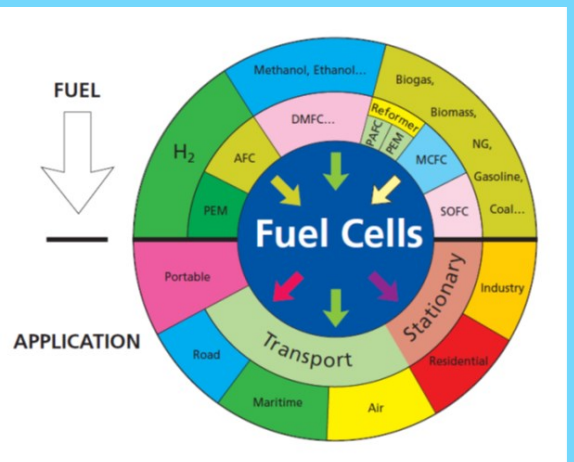 FUEL
Methanol, Ethanol...
Biogas,
Biomass,
NG,
Gasoline,
Coal...
H2
AFC
PEM
DMFC...
Reformer
PAFC
PEM
MCFC
SOFC
Fuel Cells
APPLICATION
Portable
Transport
Stationary
Road
Maritime
Air
Residential
Industry